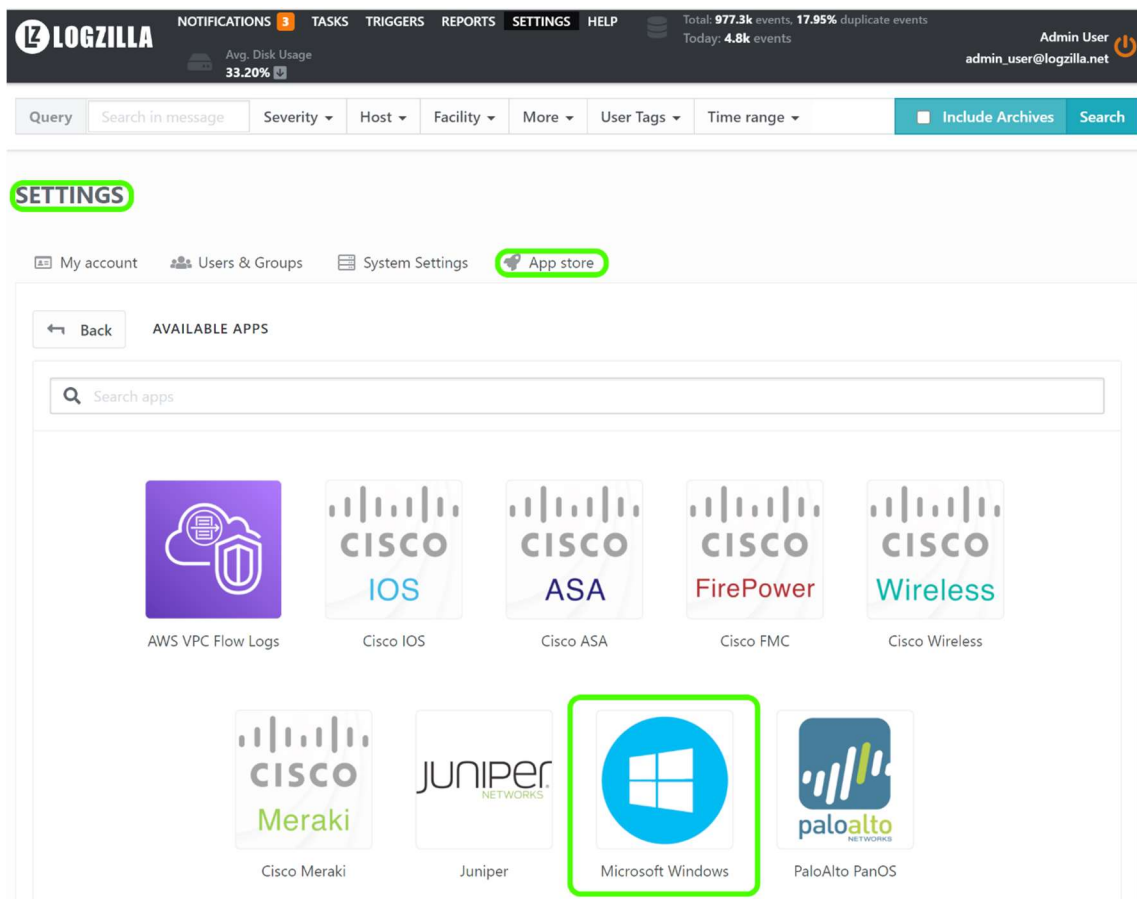 LOGZILLA
NOTIFICATIONS 3 TASKS TRIGGERS REPORTS SETTINGS HELP
Total: 977.3k events, 17.95% duplicate events
Today: 4.8k events
Avg. Disk Usage
33.20%
Admin User
admin_user@logzilla.net
Query Search in message Severity Host Facility More User Tags Time range Include Archives Search
SETTINGS
My account Users & Groups System Settings App store
Back AVAILABLE APPS
Search apps
CISCO IOS
CISCO ASA
CISCO FirePower
CISCO Wireless
AWS VPC Flow Logs Cisco IOS Cisco ASA Cisco FMC Cisco Wireless
CISCO Meraki
JUNIPER NETWORKS
paloalto NETWORKS
Cisco Meraki Juniper Microsoft Windows PaloAlto PanOS